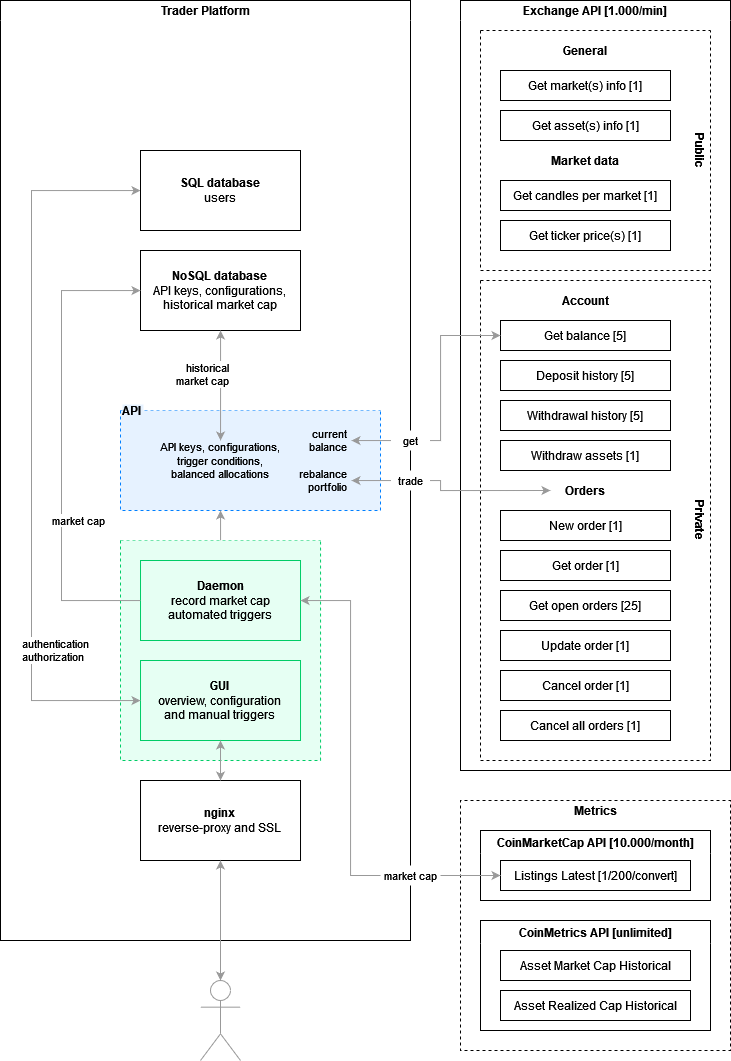 Trader Platform
SQL database
users
NoSQL database
API keys, configurations,
historical market cap
historical
market cap
API
API keys, configurations,
trigger conditions,
balanced allocations
current
balance
rebalance
portfolio
get
trade
market cap
Daemon
record market cap
automated triggers
authentication
authorization
GUI
overview, configuration
and manual triggers
nginx
reverse-proxy and SSL
market cap
Exchange API [1.000/min]
General
Get market(s) info [1]
Get asset(s) info [1]
Public
Market data
Get candles per market [1]
Get ticker price(s) [1]
Account
Get balance [5]
Deposit history [5]
Withdrawal history [5]
Withdraw assets [1]
Orders
Private
New order [1]
Get order [1]
Get open orders [25]
Update order [1]
Cancel order [1]
Cancel all orders [1]
Metrics
CoinMarketCap API [10.000/month]
Listings Latest [1/200/convert]
CoinMetrics API [unlimited]
Asset Market Cap Historical
Asset Realized Cap Historical